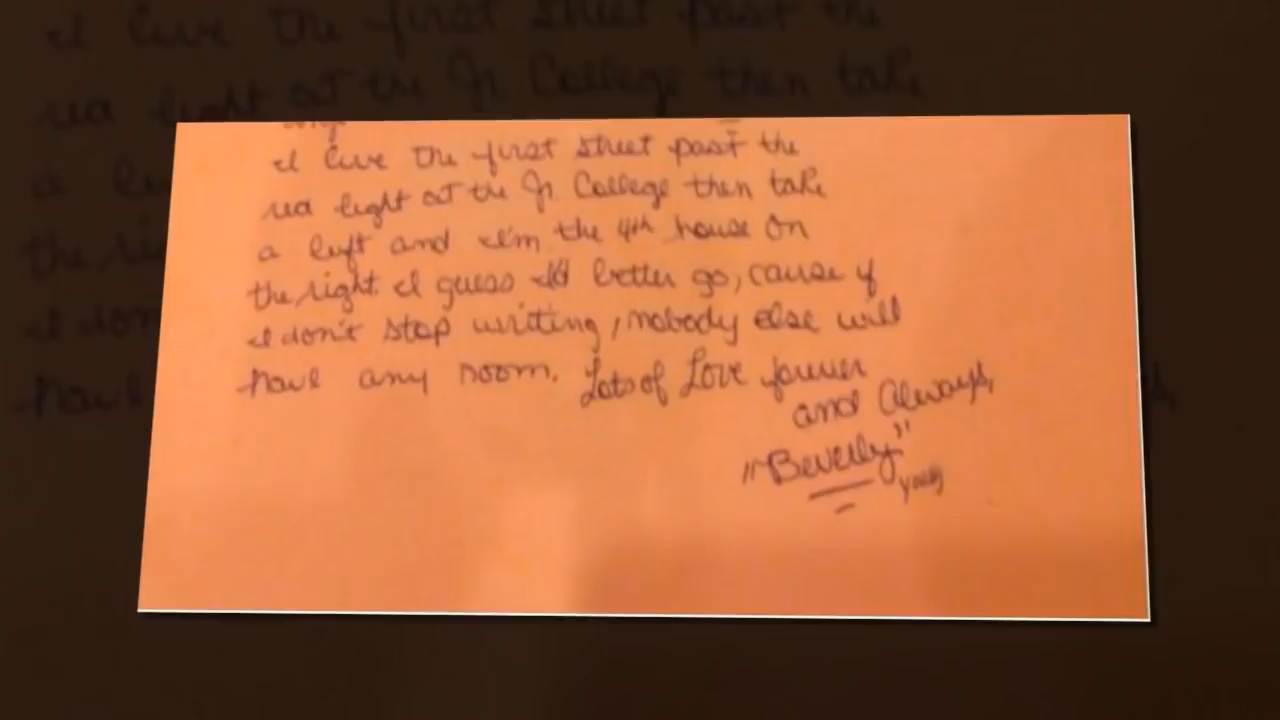 I live the first street past the
red light at the Jr College then take
a left and I'm the 4th house on
the right. I guess I'd better go, cause if
I don't stop writing, nobody else will
have any room. Lots of Love forever
and Always,
"Beverly"